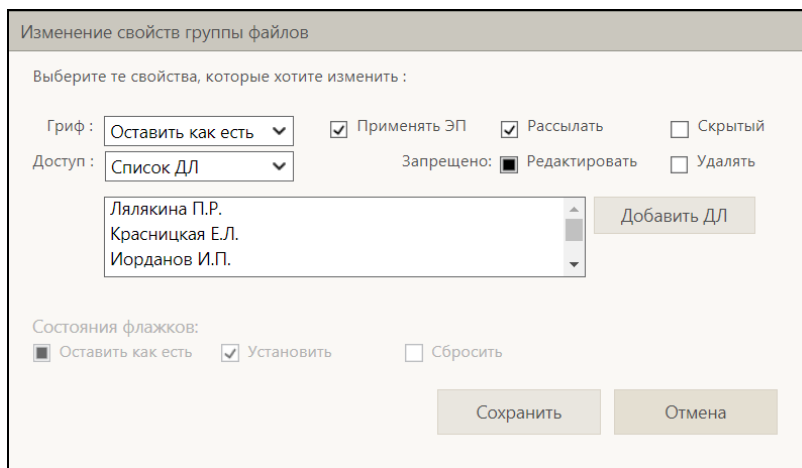 Изменение свойств группы файлов
Выберите те свойства, которые хотите изменить :
Гриф : Оставить как есть Применять ЭП Рассылать Скрытый
Доступ : Список ДЛ Запрещено: Редактировать Удалять
Лялякина П.Р. Добавить ДЛ
Красницкая Е.Л.
Иорданов И.П.
Состояния флажков:
Оставить как есть Установить Сбросить
Сохранить Отмена